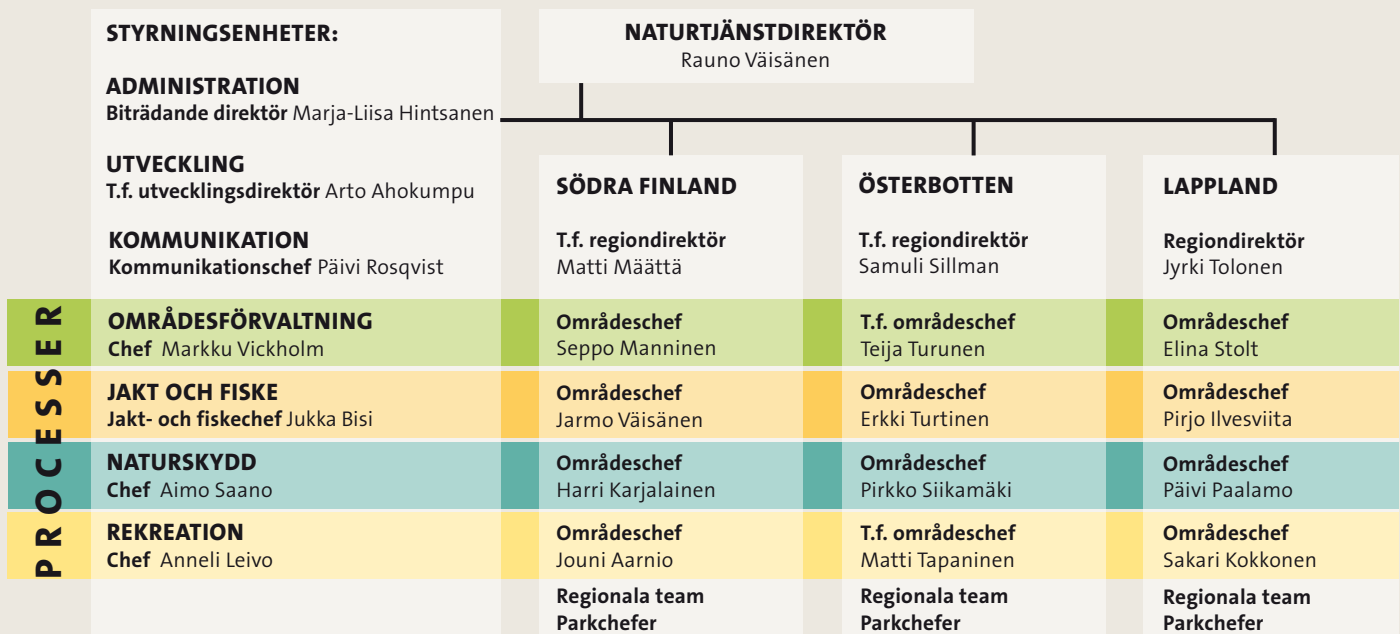 STYRNINGSENHETER:
ADMINISTRATION
Biträdande direktör Marja-Liisa Hintsanen
UTVECKLING
T.f. utvecklingsdirektör Arto Ahokumpu
KOMMUNIKATION
Kommunikationschef Päivi Rosqvist
NATURTJÄNSTDIREKTÖR
Rauno Väisänen
SÖDRA FINLAND
T.f. regiondirektör
Matti Määttä
ÖSTERBOTTEN
T.f. regiondirektör
Samuli Sillman
LAPPLAND
Regiondirektör
Jyrki Tolonen
PROCESSER
OMRÅDESFÖRVALTNING
Chef Markku Vickholm
Områdeschef
Seppo Manninen
T.f. områdeschef
Teija Turunen
Områdeschef
Elina Stolt
JAKT OCH FISKE
Jakt- och fiskechef Jukka Bisi
Områdeschef
Jarmo Väisänen
Områdeschef
Erkki Turtinen
Områdeschef
Pirjo Ilvesviita
NATURSKYDD
Chef Aimo Saano
Områdeschef
Harri Karjalainen
Områdeschef
Pirkko Siikamäki
Områdeschef
Päivi Paalamo
REKREATION
Chef Anneli Leivo
Områdeschef
Jouni Aarnio
T.f. områdeschef
Matti Tapaninen
Områdeschef
Sakari Kokkonen
Regionala team
Parkchefer
Regionala team
Parkchefer
Regionala team
Parkchefer